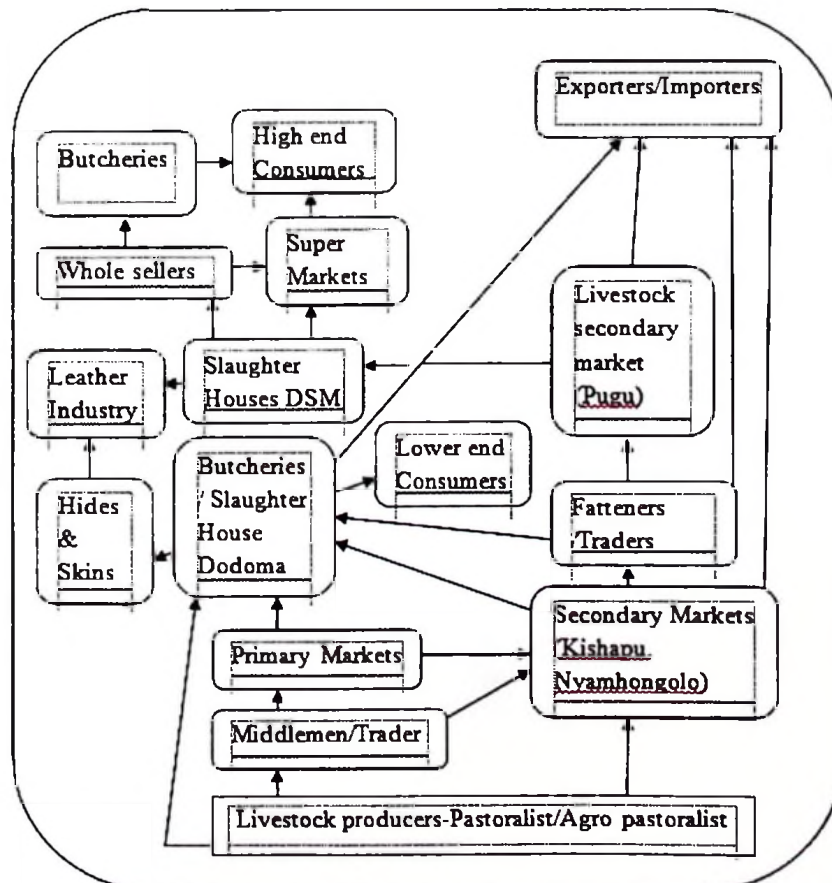 Exporters/Importers
High end
Consumers
Butcheries
Super
Markets
Whole sellers
Livestock
secondary
market
(Pugu)
Slaughter
Houses DSM
Leather
Industry
Butcheries
/ Slaughter
House
Dodoma
Lower end
Consumers
Hides
&
Skins
Fatteners
/Traders
Secondary Markets
(Kishapu.
Nyamhongolo)
Primary Markets
Middlemen/Trader
Livestock producers-Pastoralist/Agro pastoralist